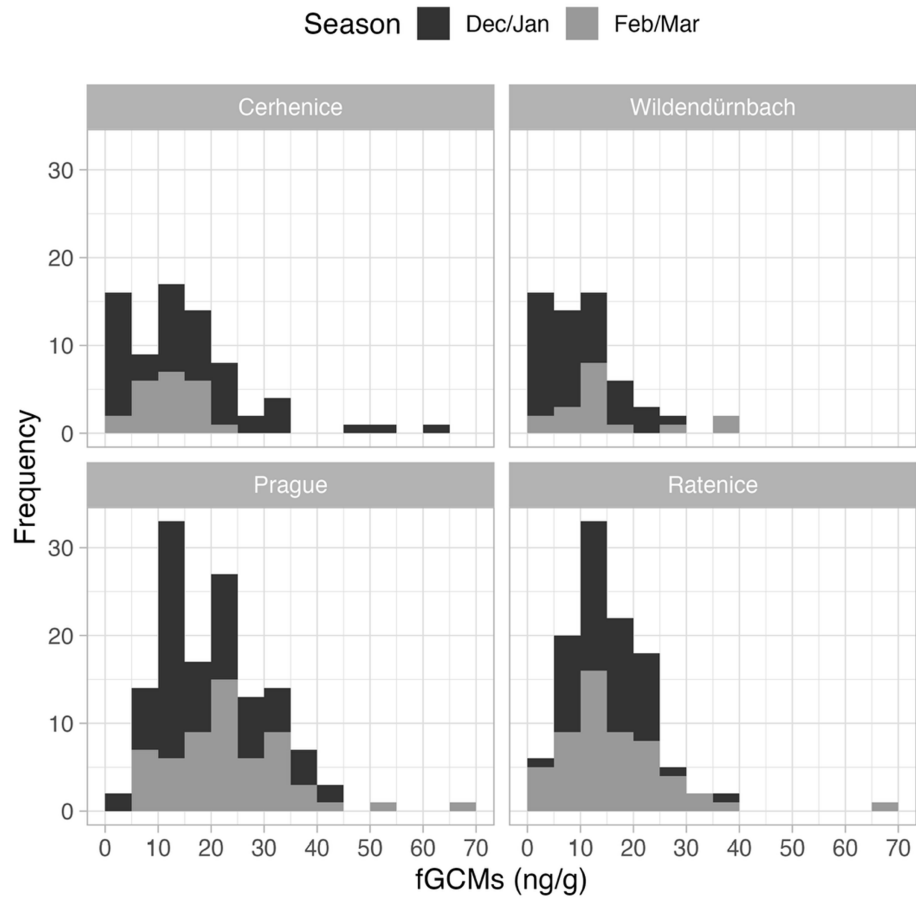 Season Dec/Jan Feb/Mar
Cerhenice Wildendürnbach
30
20
10
0
Prague Ratenice
30
20
10
0
Frequency
0 10 20 30 40 50 60 70 0 10 20 30 40 50 60 70
fGCMs (ng/g)